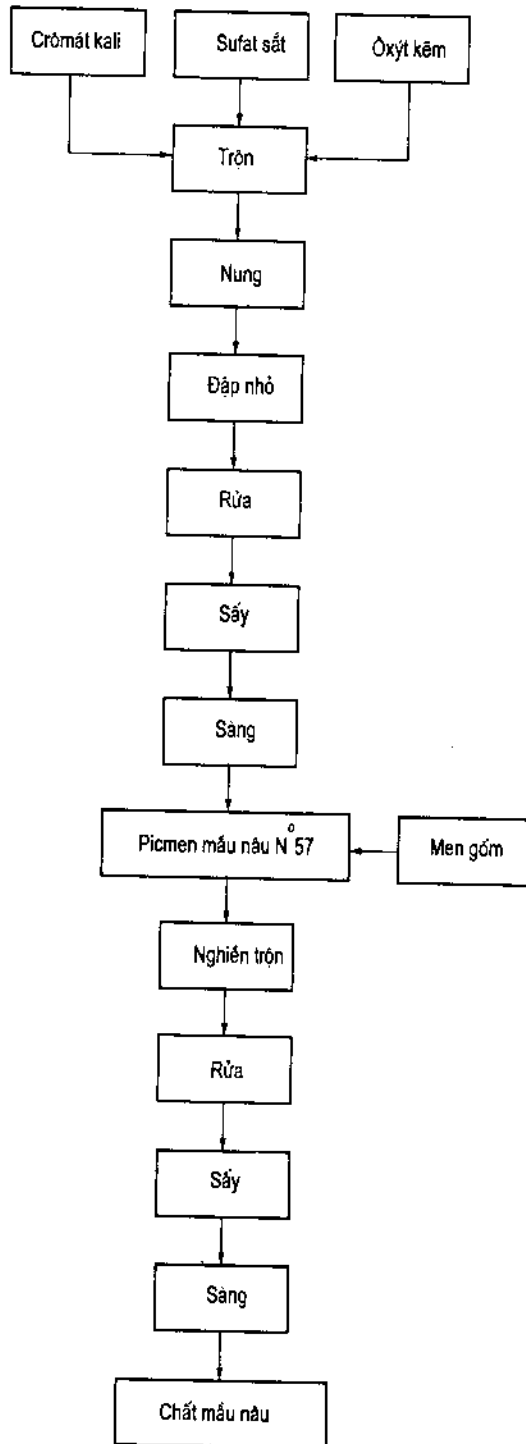 Crômát kali
Sufat sắt
Ôxýt kẽm
Trộn
Nung
Đập nhỏ
Rửa
Sấy
Sàng
Picmen mầu nâu N° 57
Men gốm
Nghiền trộn
Rửa
Sấy
Sàng
Chất mầu nâu